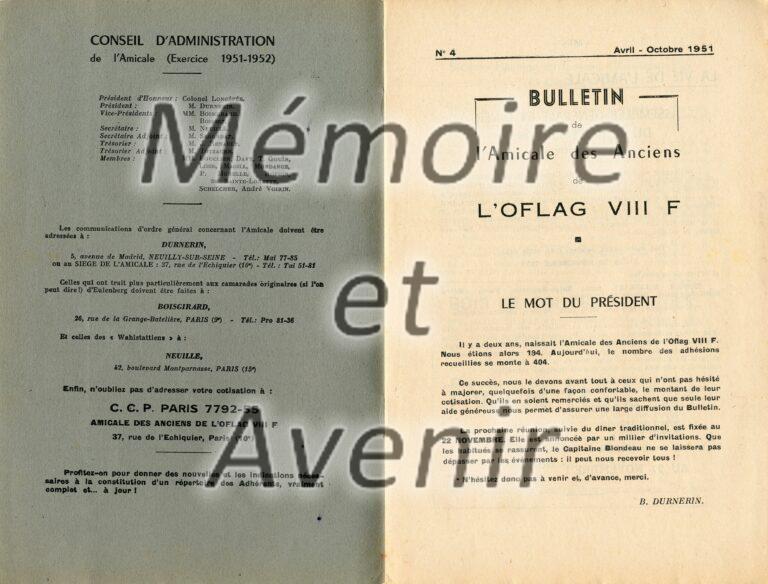 CONSEIL D'ADMINISTRATION
de l'Amicale (Exercice 1951-1952)
Président d'Honneur : Colonel
Président : M.
Vice-Présidents : MM.
Secrétaire : M.
Secrétaire Adjoint : M.
Trésorier : M.
Trésorier Adjoint : M.
Membres : MM.
SCHELCHER, André VOISIN.
Les communications d'ordre général concernant l'Amicale doivent être
adressées à :
DURNERIN,
5, avenue de Madrid, NEUILLY-SUR-SEINE - Tél.: Mai 77-85
ou au SIEGE DE L'AMICALE : 37, rue de l'Echiquier (10e) - Tél. : Tai 51-81
Celles qui ont trait plus particulièrement aux camarades originaires (si l'on
peut dire !) d'Eulenburg doivent être faites à :
BOISGIRARD,
26, rue de la Grange-Batelière, PARIS (9e) - Tél.: Pro 81-36
Et celles des « Wahlstattiens » à :
NEUILLE,
42, boulevard Montparnasse, PARIS (15e)
Enfin, n'oubliez pas d'adresser votre cotisation à :
C. C. P. PARIS 7792-55
AMICALE DES ANCIENS DE L'OFLAG VIII F
37, rue de l'Echiquier, Paris (10e)
Profitez-en pour donner des nouvelles et les indications néces-
saires à la constitution d'un répertoire des Adhérents, vraiment
complet et... à jour !
N° 4 Avril - Octobre 1951
BULLETIN
de
l'Amicale des Anciens
de
L'OFLAG VIII F
LE MOT DU PRÉSIDENT
Il y a deux ans, naissait l'Amicale des Anciens de l'Oflag VIII F.
Nous étions alors 194. Aujourd'hui, le nombre des adhésions
recueillies se monte à 404.
Ce succès, nous le devons avant tout à ceux qui n'ont pas hésité
à majorer, quelquefois d'une façon confortable, le montant de leur
cotisation. Qu'ils en soient remerciés et qu'ils sachent que seule leur
aide généreuse nous permet d'assurer une large diffusion du Bulletin.
La prochaine réunion, suivie du dîner traditionnel, est fixée au
22 NOVEMBRE. Elle est annoncée par un millier d'invitations. Que
les habitués se rassurent, le Capitaine Blondeau ne se laissera pas
dépasser par les événements : il peut nous recevoir tous !
N'hésitez donc pas à venir et, d'avance, merci.
B. DURNERIN.
Mémoire
et
Avenir